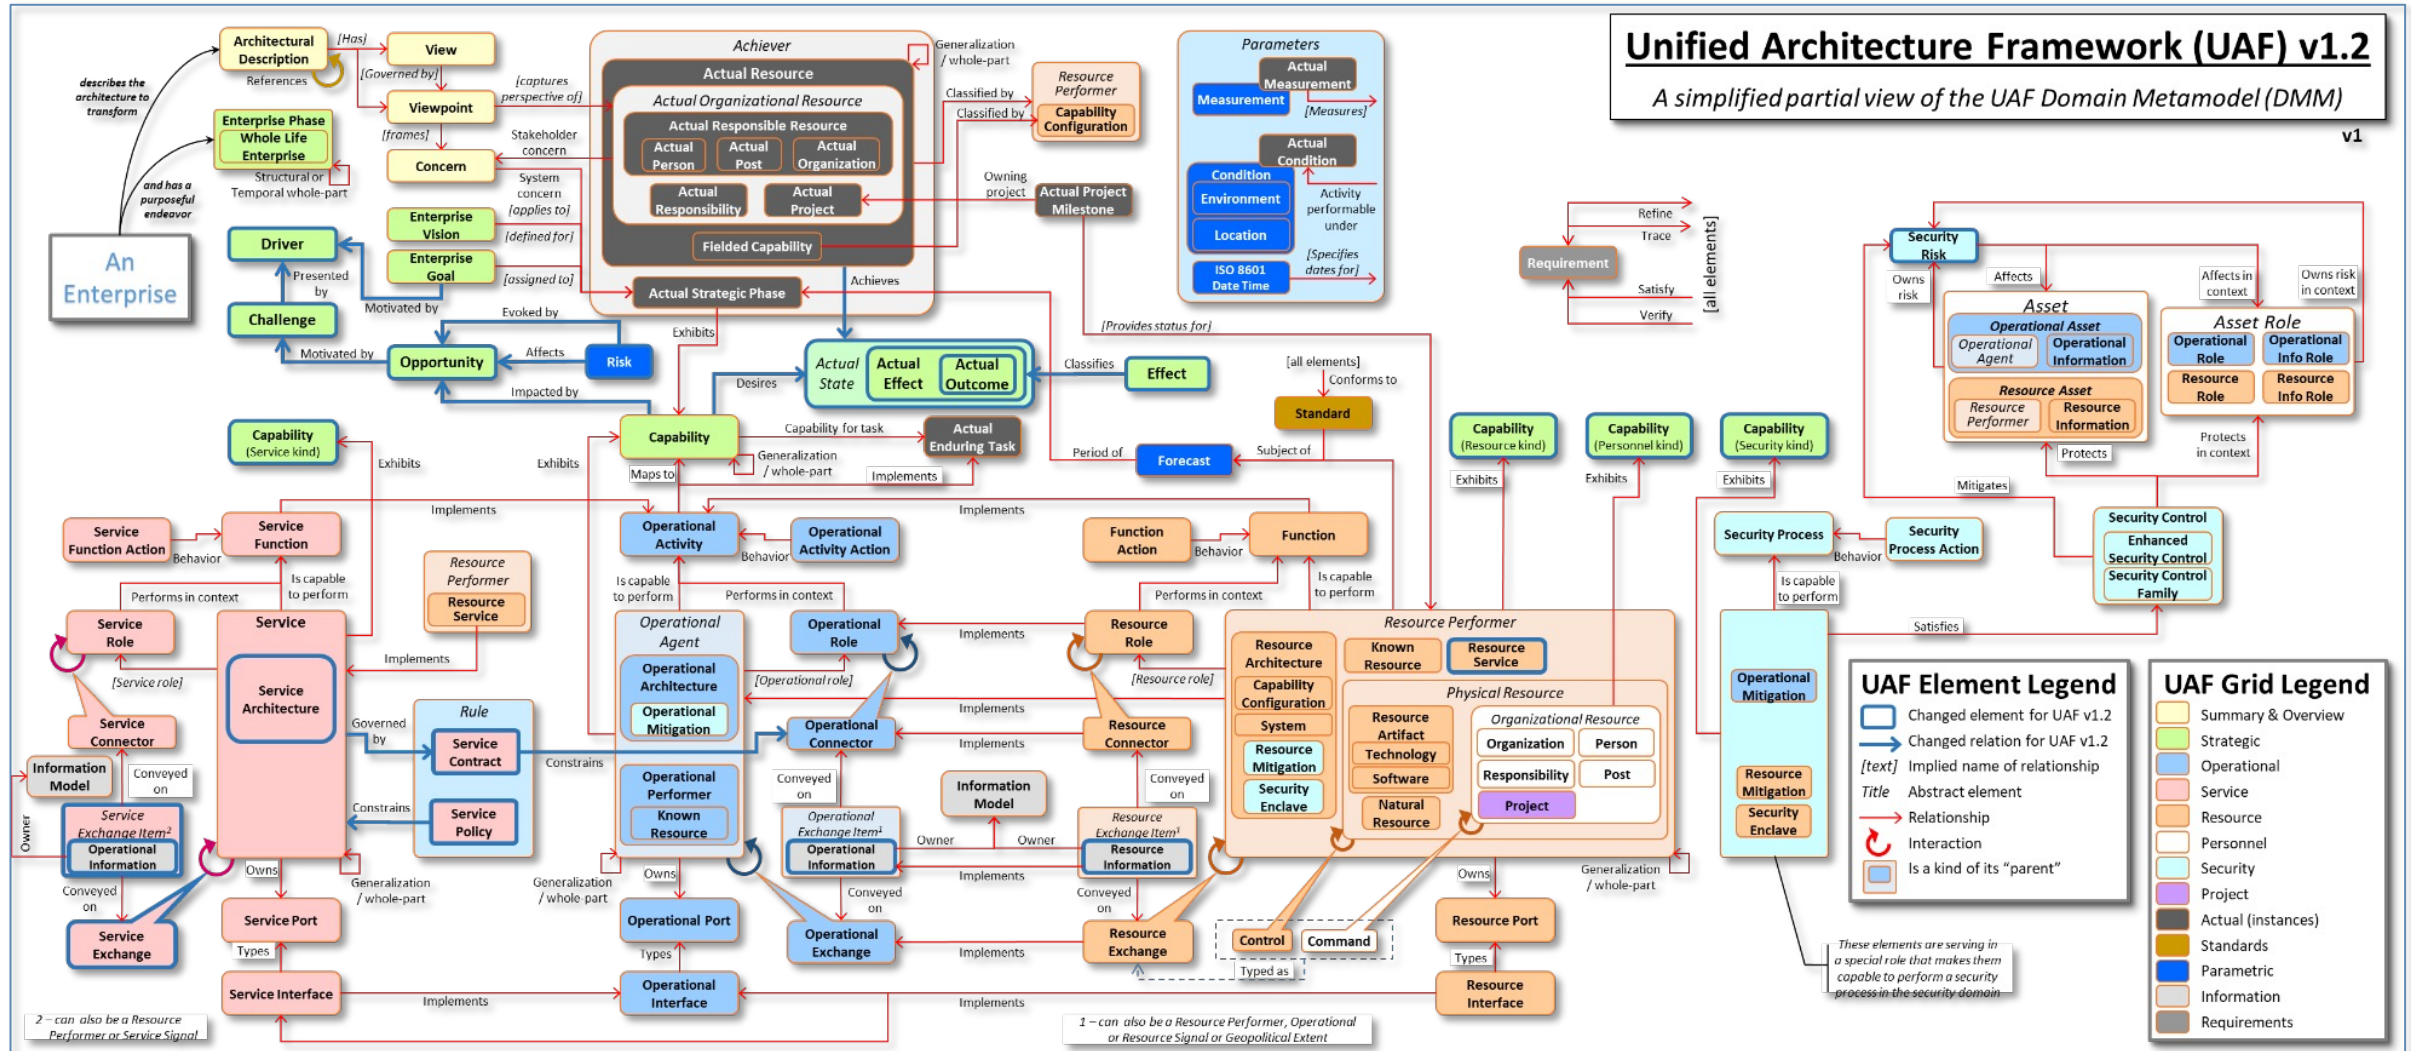 Unified Architecture Framework (UAF) v1.2
A simplified partial view of the UAF Domain Metamodel (DMM)
v1
Architectural
Description
[Has]
View
References
[Governed by]
Viewpoint
[captures
perspective of]
[frames]
Concern
Stakeholder
concern
System
concern
describes the
architecture to
transform
Enterprise Phase
Whole Life
Enterprise
Structural or
Temporal whole-part
and has a
purposeful
endeavor
An
Enterprise
[applies to]
Enterprise
Vision
[defined for]
Enterprise
Goal
[assigned to]
Driver
Presented
by
Motivated by
Challenge
Motivated by
Opportunity
Evoked by
Affects
Risk
Impacted by
Achiever
Actual Resource
Generalization
/ whole-part
Actual Organizational Resource
Actual Responsible Resource
Actual
Person
Actual
Post
Actual
Organization
Actual
Responsibility
Actual
Project
Fielded Capability
Actual Strategic Phase
Classified by
Classified by
Resource
Performer
Capability
Configuration
Owning
project
Actual Project
Milestone
Achieves
Exhibits
[Provides status for]
Parameters
Actual
Measurement
Measurement
[Measures]
Actual
Condition
Condition
Environment
Location
Activity
performable
under
ISO 8601
Date Time
[Specifies
dates for]
Requirement
Refine
Trace
Satisfy
Verify
[all elements]
Actual
State
Actual
Effect
Actual
Outcome
Classifies
Effect
Desires
[all elements]
Conforms to
Standard
Subject of
Forecast
Period of
Capability
Capability for task
Actual
Enduring Task
Generalization
/ whole-part
Maps to
Implements
Exhibits
Capability
(Service kind)
Exhibits
Capability
(Resource kind)
Exhibits
Capability
(Personnel kind)
Exhibits
Capability
(Security kind)
Exhibits
Security
Risk
Owns
risk
Affects
Affects in
context
Owns risk
in context
Asset
Operational Asset
Operational
Agent
Operational
Information
Resource Asset
Resource
Performer
Resource
Information
Asset Role
Operational
Role
Operational
Info Role
Resource
Role
Resource
Info Role
Protects
Protects
in context
Mitigates
Security Control
Enhanced
Security Control
Security Control
Family
Security Process
Behavior
Security
Process Action
Is capable
to perform
Satisfies
Operational
Mitigation
Resource
Mitigation
Security
Enclave
These elements are serving in
a special role that makes them
capable to perform a security
process in the security domain
Service
Function Action
Behavior
Service
Function
Implements
Is capable
to perform
Performs in context
Service
Role
[Service role]
Service
Service
Architecture
Service
Connector
Information
Model
Conveyed
on
Owner
Service
Exchange Item²
Operational
Information
Conveyed
on
Service
Exchange
Owns
Generalization
/ whole-part
Service Port
Types
Service Interface
Implements
2 – can also be a Resource
Performer or Service Signal
Resource
Performer
Resource
Service
Implements
Rule
Governed
by
Service
Contract
Constrains
Constrains
Service
Policy
Operational
Activity
Behavior
Operational
Activity Action
Is capable
to perform
Performs in context
Operational
Agent
Operational
Architecture
Operational
Mitigation
Operational
Performer
Known
Resource
Operational
Role
[Operational role]
Operational
Connector
Conveyed
on
Operational
Exchange Item¹
Operational
Information
Conveyed
on
Operational
Exchange
Generalization
/ whole-part
Owns
Operational Port
Types
Operational
Interface
Implements
Function
Action
Behavior
Function
Implements
Is capable
to perform
Performs in context
Resource
Role
Implements
[Resource role]
Implements
Resource
Connector
Implements
Information
Model
Conveyed
on
Owner
Owner
Resource
Exchange Item¹
Resource
Information
Implements
Conveyed
on
Resource
Exchange
Implements
Resource Performer
Resource
Architecture
Capability
Configuration
System
Resource
Mitigation
Security
Enclave
Known
Resource
Resource
Service
Physical Resource
Resource
Artifact
Technology
Software
Natural
Resource
Organizational Resource
Organization
Person
Responsibility
Post
Project
Control
Command
Typed as
Owns
Generalization
/ whole-part
Resource Port
Types
Resource
Interface
1 – can also be a Resource Performer, Operational
or Resource Signal or Geopolitical Extent
UAF Element Legend
Changed element for UAF v1.2
Changed relation for UAF v1.2
[text] Implied name of relationship
Title Abstract element
Relationship
Interaction
Is a kind of its “parent”
UAF Grid Legend
Summary & Overview
Strategic
Operational
Service
Resource
Personnel
Security
Project
Actual (instances)
Standards
Parametric
Information
Requirements